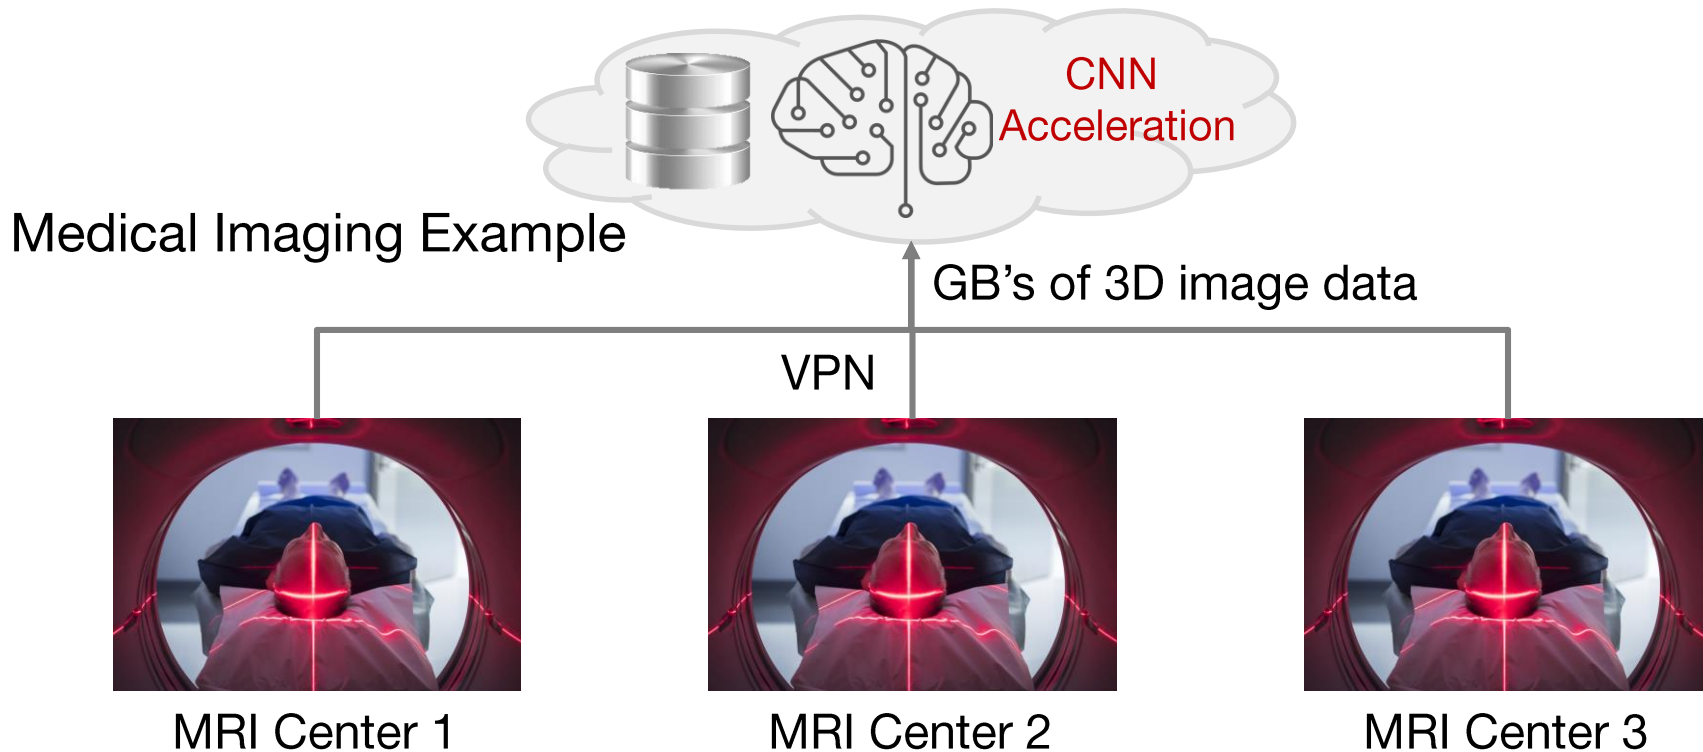 CNN
Acceleration
Medical Imaging Example
GB’s of 3D image data
VPN
MRI Center 1
MRI Center 2
MRI Center 3